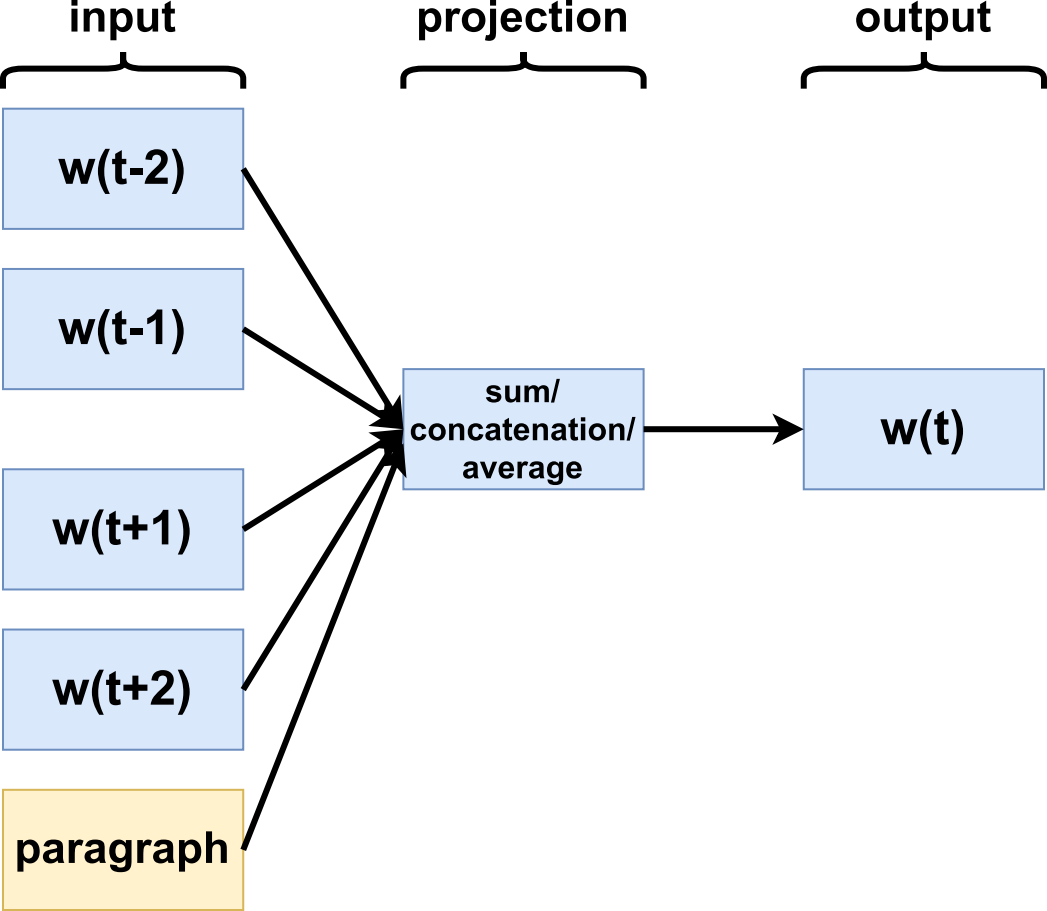 input
projection
output
w(t-2)
w(t-1)
w(t+1)
w(t+2)
paragraph
sum/
concatenation/
average
w(t)